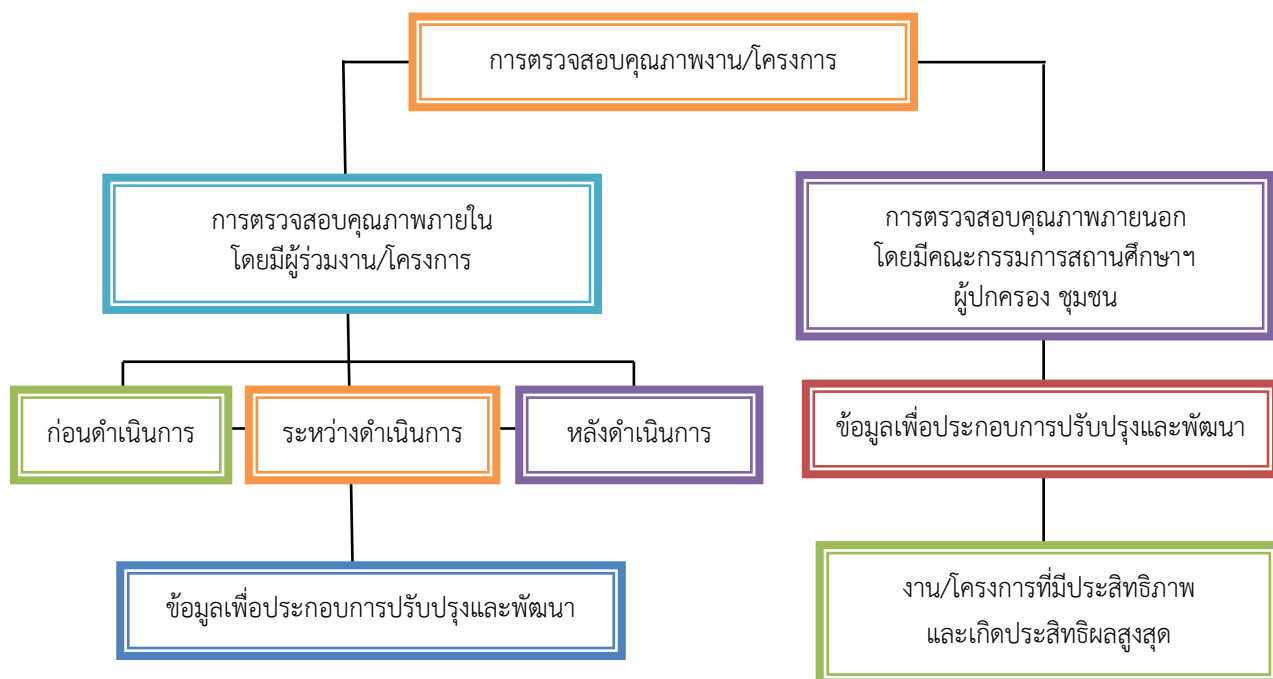 การตรวจสอบคุณภาพงาน/โครงการ
การตรวจสอบคุณภาพภายใน
โดยมีผู้ร่วมงาน/โครงการ
การตรวจสอบคุณภาพภายนอก
โดยมีคณะกรรมการสถานศึกษาฯ
ผู้ปกครอง ชุมชน
ก่อนดำเนินการ
ระหว่างดำเนินการ
หลังดำเนินการ
ข้อมูลเพื่อประกอบการปรับปรุงและพัฒนา
ข้อมูลเพื่อประกอบการปรับปรุงและพัฒนา
งาน/โครงการที่มีประสิทธิภาพ
และเกิดประสิทธิผลสูงสุด